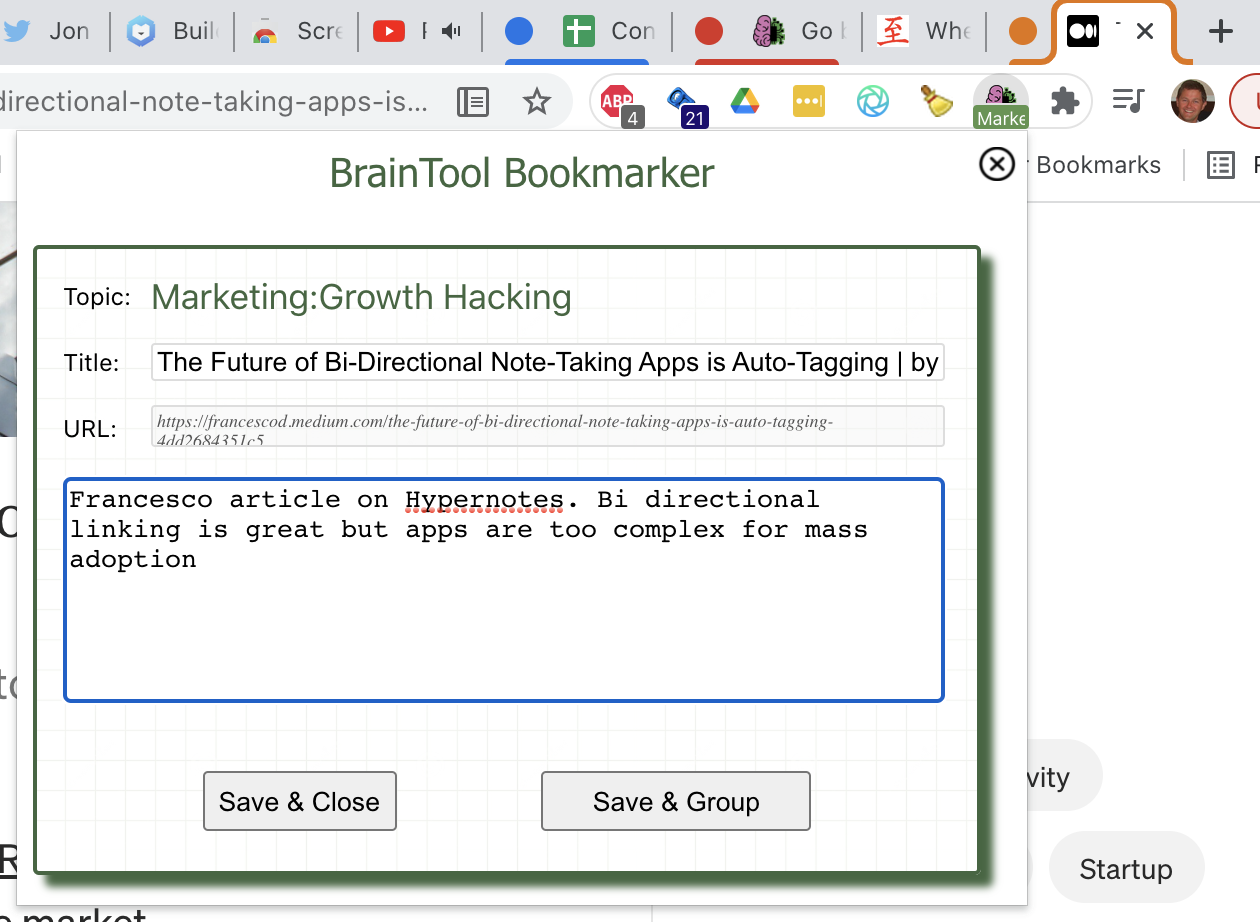 Jon
Buil
Scre
Con
Go b
至 Whe
directional-note-taking-apps-is...
ABP 4
21
Marke
BrainTool Bookmarker
Bookmarks
Topic: Marketing:Growth Hacking
Title: The Future of Bi-Directional Note-Taking Apps is Auto-Tagging | by
URL: https://francescod.medium.com/the-future-of-bi-directional-note-taking-apps-is-auto-tagging-
4dd2684351c5
Francesco article on Hypernotes. Bi directional
linking is great but apps are too complex for mass
adoption
vity
Save & Close
Save & Group
Startup
market